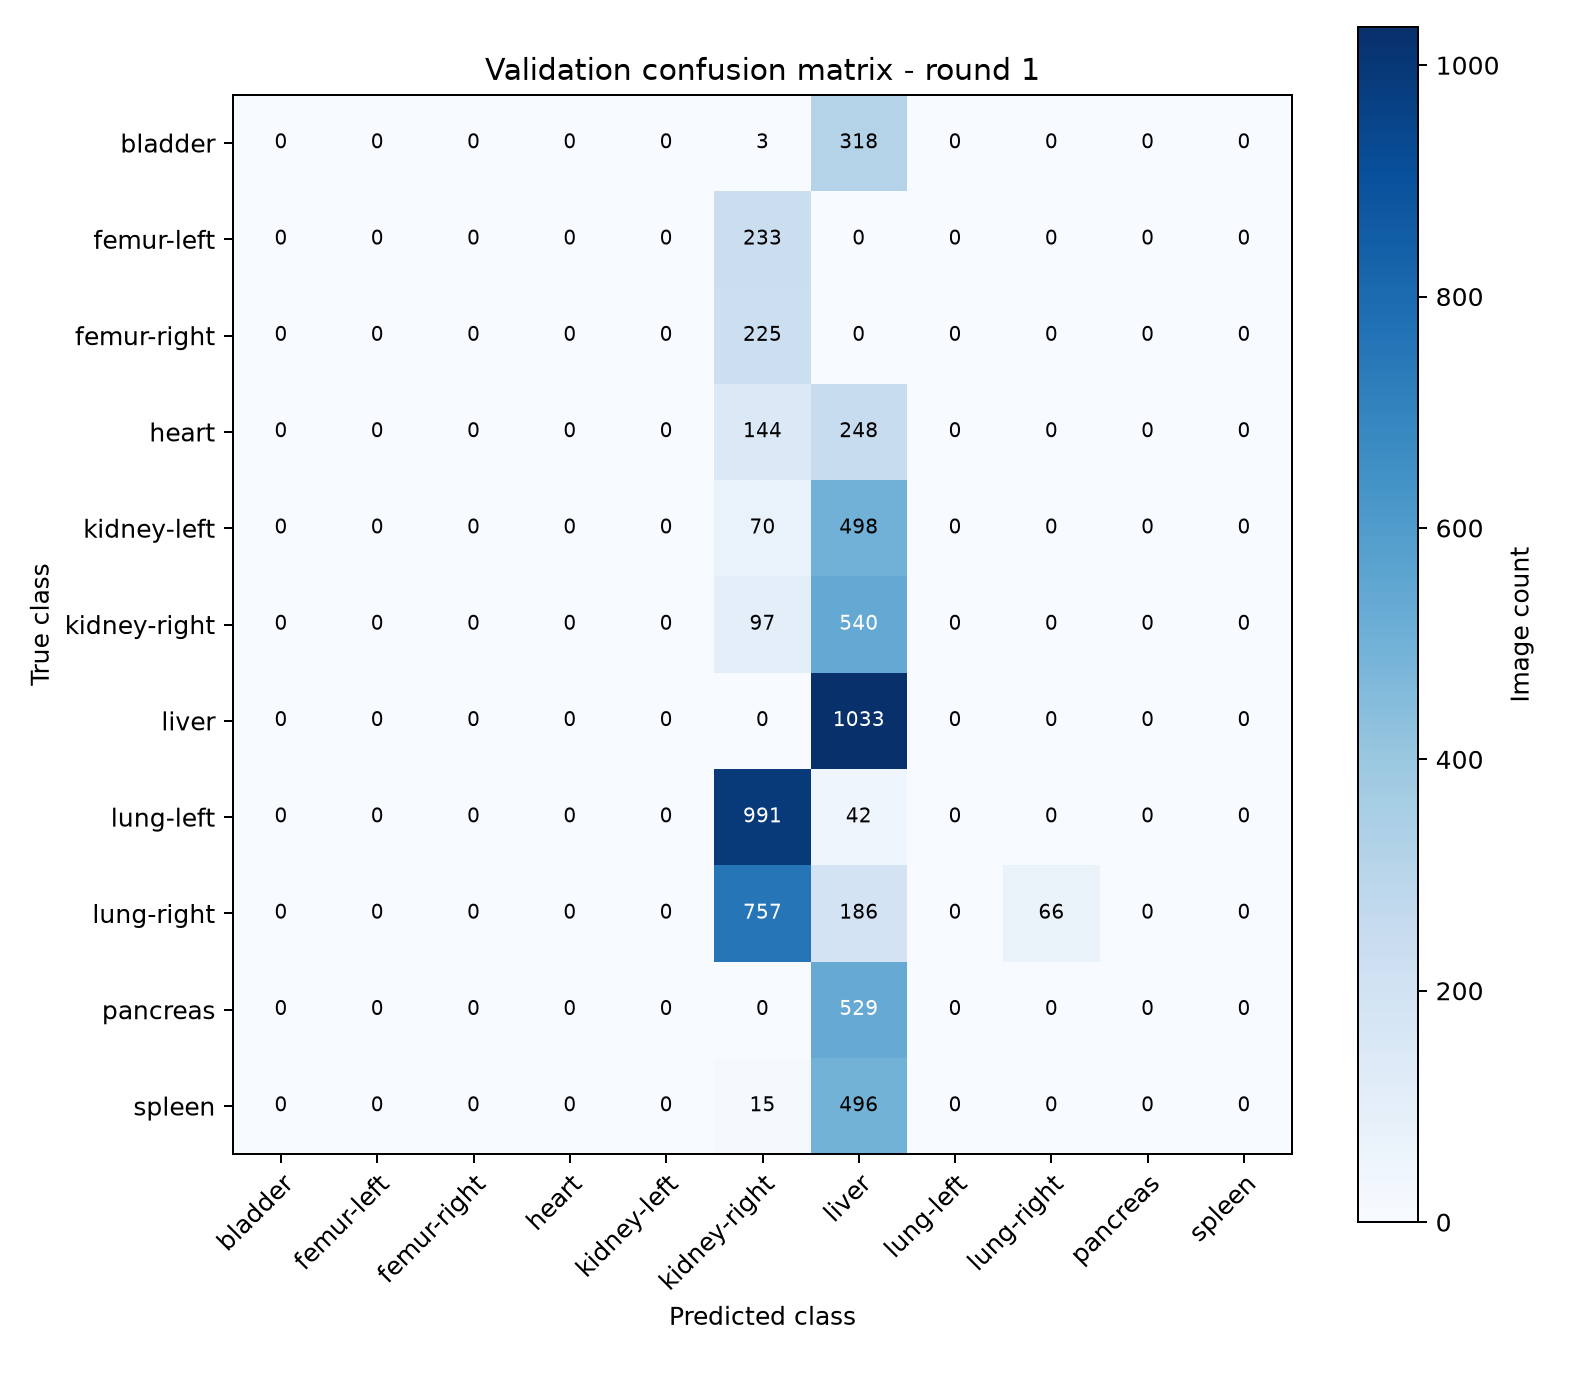 Validation confusion matrix - round 1
True class
bladder 0 0 0 0 0 3 318 0 0 0 0
femur-left 0 0 0 0 0 233 0 0 0 0 0
femur-right 0 0 0 0 0 225 0 0 0 0 0
heart 0 0 0 0 0 144 248 0 0 0 0
kidney-left 0 0 0 0 0 70 498 0 0 0 0
kidney-right 0 0 0 0 0 97 540 0 0 0 0
liver 0 0 0 0 0 0 1033 0 0 0 0
lung-left 0 0 0 0 0 991 42 0 0 0 0
lung-right 0 0 0 0 0 757 186 0 66 0 0
pancreas 0 0 0 0 0 0 529 0 0 0 0
spleen 0 0 0 0 0 15 496 0 0 0 0
bladder femur-left femur-right heart kidney-left kidney-right liver lung-left lung-right pancreas spleen
Predicted class
1000
800
600
400
200
0
Image count